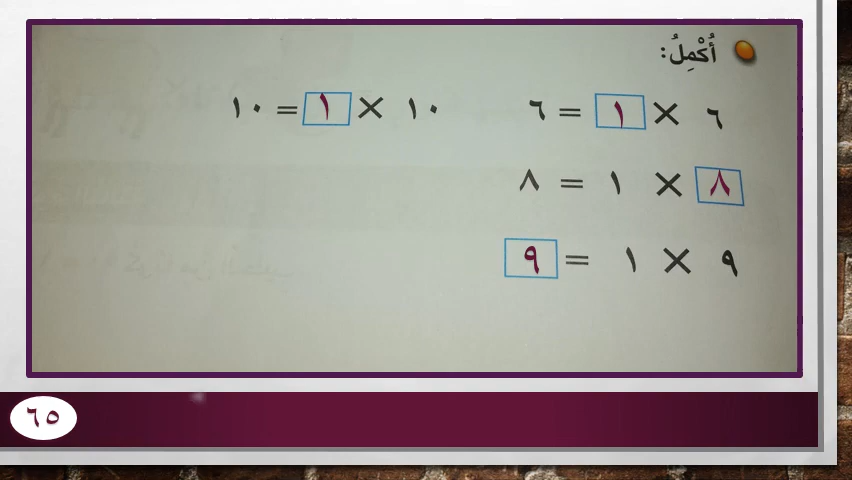 أُكْمِلُ:
٦ × ١ = ٦
١٠ × ١ = ١٠
٨ × ١ = ٨
٩ × ١ = ٩
٦٥